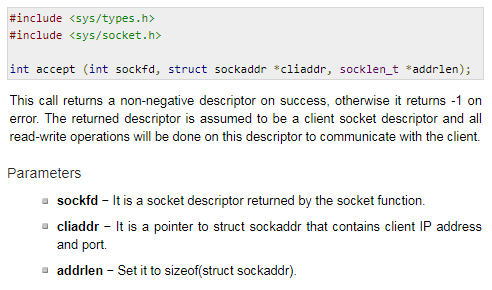 #include <sys/types.h>
#include <sys/socket.h>
int accept (int sockfd, struct sockaddr *cliaddr, socklen_t *addrlen);
This call returns a non-negative descriptor on success, otherwise it returns -1 on
error. The returned descriptor is assumed to be a client socket descriptor and all
read-write operations will be done on this descriptor to communicate with the client.
Parameters
sockfd − It is a socket descriptor returned by the socket function.
cliaddr − It is a pointer to struct sockaddr that contains client IP address
and port.
addrlen − Set it to sizeof(struct sockaddr).